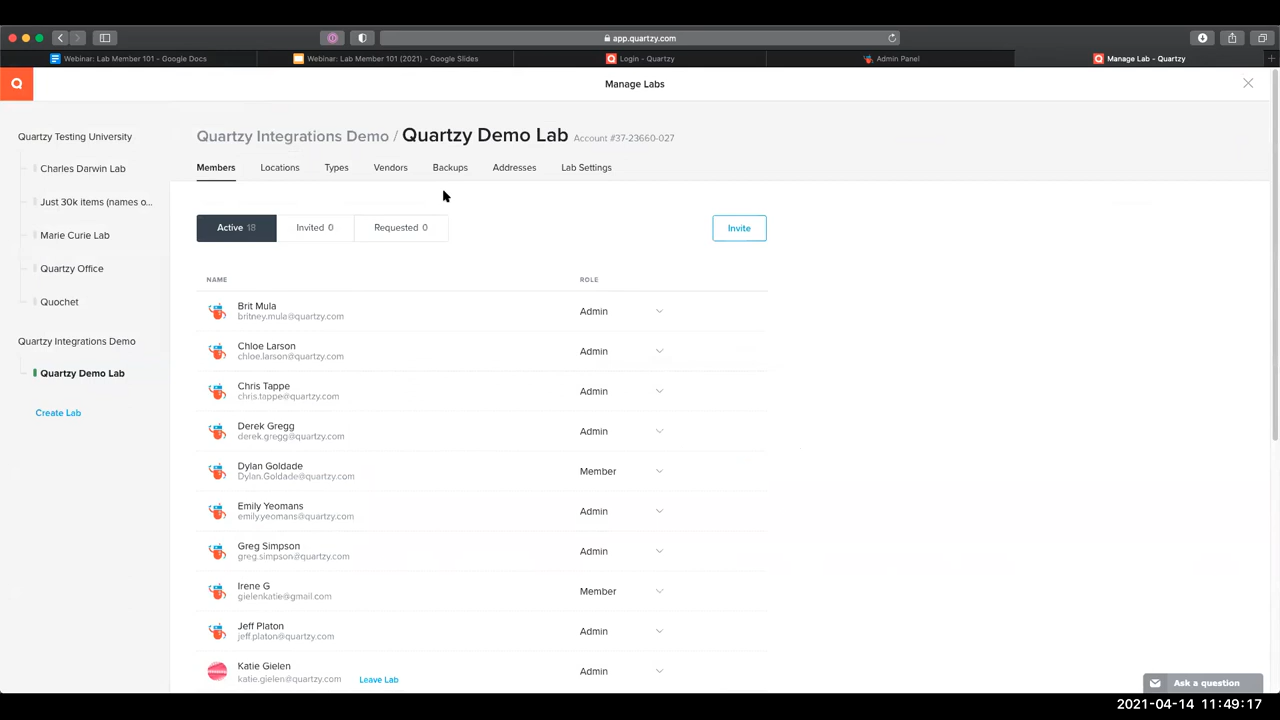 app.quartzy.com
Webinar: Lab Member 101 - Google Docs
Webinar: Lab Member 101 (2021) - Google Slides
Login - Quartzy
Admin Panel
Manage Lab - Quartzy
Q
Manage Labs
Quartzy Testing University
Charles Darwin Lab
Just 30k items (names o...
Marie Curie Lab
Quartzy Office
Quochet
Quartzy Integrations Demo
Quartzy Demo Lab
Create Lab
Quartzy Integrations Demo / Quartzy Demo Lab Account #37-23660-027
Members Locations Types Vendors Backups Addresses Lab Settings
Active 18 Invited 0 Requested 0 Invite
NAME ROLE
Brit Mula
britney.mula@quartzy.com
Admin
Chloe Larson
chloe.larson@quartzy.com
Admin
Chris Tappe
chris.tappe@quartzy.com
Admin
Derek Gregg
derek.gregg@quartzy.com
Admin
Dylan Goldade
Dylan.Goldade@quartzy.com
Member
Emily Yeomans
emily.yeomans@quartzy.com
Admin
Greg Simpson
greg.simpson@quartzy.com
Admin
Irene G
gielenkatie@gmail.com
Member
Jeff Platon
jeff.platon@quartzy.com
Admin
Katie Gielen
katie.gielen@quartzy.com Leave Lab
Admin
Ask a question
2021-04-14 11:49:17